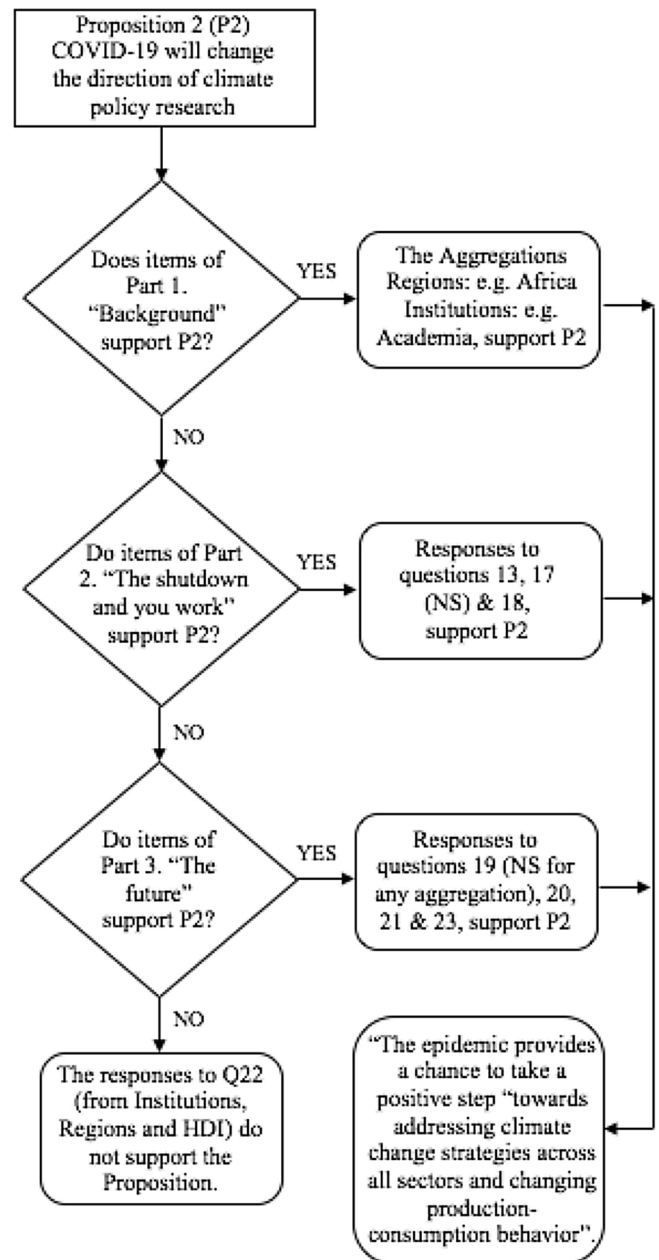 Proposition 2 (P2)
COVID-19 will change
the direction of climate
policy research
Does items of
Part 1.
“Background”
support P2?
YES
The Aggregations
Regions: e.g. Africa
Institutions: e.g.
Academia, support P2
NO
Do items of Part
2. “The shutdown
and you work”
support P2?
YES
Responses to
questions 13, 17
(NS) & 18,
support P2
NO
Do items of
Part 3. “The
future”
support P2?
YES
Responses to
questions 19 (NS for
any aggregation), 20,
21 & 23, support P2
NO
The responses to Q22
(from Institutions,
Regions and HDI) do
not support the
Proposition.
“The epidemic provides
a chance to take a
positive step “towards
addressing climate
change strategies across
all sectors and changing
production-
consumption behavior”.